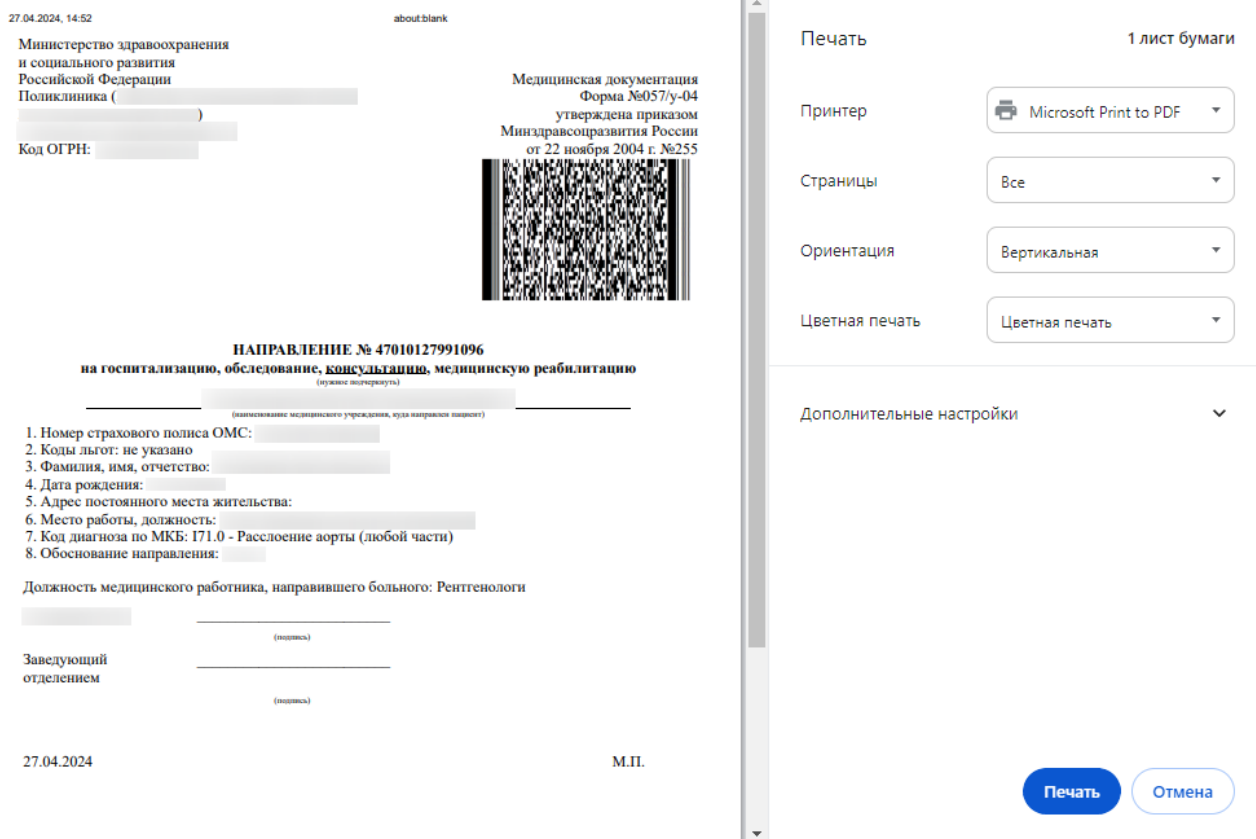 27.04.2024, 14:52
about:blank
Министерство здравоохранения
и социального развития
Российской Федерации
Поликлиника (
)
Код ОГРН:
Медицинская документация
Форма №057/у-04
утверждена приказом
Минздравсоцразвития России
от 22 ноября 2004 г. №255
НАПРАВЛЕНИЕ № 47010127991096
на госпитализацию, обследование, консультацию, медицинскую реабилитацию
(нужное подчеркнуть)
(наименование медицинского учреждения, куда направлен пациент)
1. Номер страхового полиса ОМС:
2. Коды льгот: не указано
3. Фамилия, имя, отчетство:
4. Дата рождения:
5. Адрес постоянного места жительства:
6. Место работы, должность:
7. Код диагноза по МКБ: I71.0 - Расслоение аорты (любой части)
8. Обоснование направления:
Должность медицинского работника, направившего больного: Рентгенологи
(подпись)
Заведующий
отделением
(подпись)
27.04.2024
М.П.
Печать
1 лист бумаги
Принтер
Microsoft Print to PDF
Страницы
Все
Ориентация
Вертикальная
Цветная печать
Цветная печать
Дополнительные настройки
Печать
Отмена